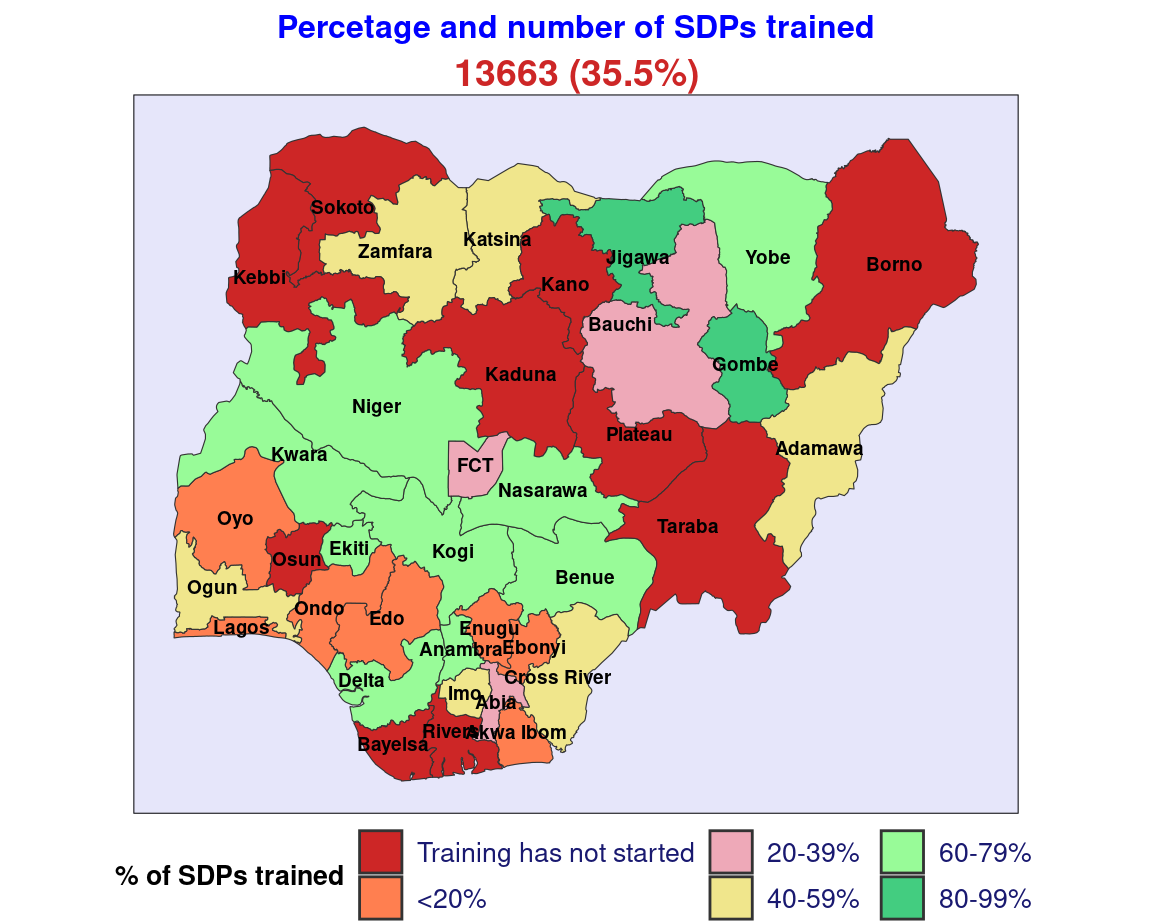 Percetage and number of SDPs trained
13663 (35.5%)
Sokoto
Zamfara
Katsina
Kebbi
Kano
Jigawa
Yobe
Borno
Bauchi
Gombe
Kaduna
Niger
Plateau
Adamawa
Kwara
FCT
Nasarawa
Oyo
Taraba
Osun
Ekiti
Kogi
Benue
Ogun
Ondo
Edo
Lagos
Enugu
Anambra
Ebonyi
Delta
Cross River
Imo
Abia
Rivers
Akwa Ibom
Bayelsa
% of SDPs trained
Training has not started
<20%
20-39%
40-59%
60-79%
80-99%